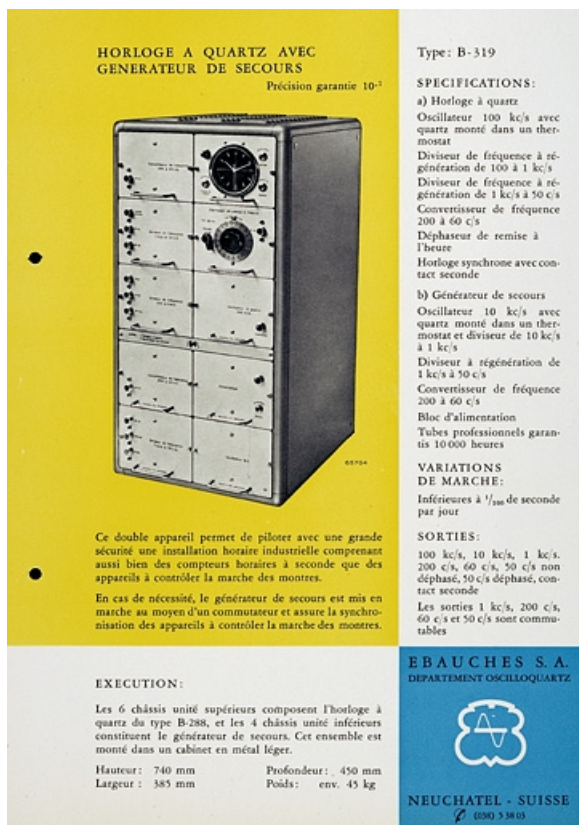 HORLOGE A QUARTZ AVEC
GENERATEUR DE SECOURS
Précision garantie 10-²
65704
Ce double appareil permet de piloter avec une grande
sécurité une installation horaire industrielle comprenant
aussi bien des compteurs horaires à seconde que des
appareils à contrôler la marche des montres.
En cas de nécessité, le générateur de secours est mis en
marche au moyen d'un commutateur et assure la synchro-
nisation des appareils à contrôler la marche des montres.
EXECUTION:
Les 6 châssis unité supérieurs composent l'horloge à
quartz du type B-288, et les 4 châssis unité inférieurs
constituent le générateur de secours. Cet ensemble est
monté dans un cabinet en métal léger.
Hauteur: 740 mm Profondeur: 450 mm
Largeur: 385 mm Poids: env. 45 kg
Type: B-319
SPECIFICATIONS:
a) Horloge à quartz
Oscillateur 100 kc/s avec
quartz monté dans un ther-
mostat
Diviseur de fréquence à ré-
génération de 100 à 1 kc/s
Diviseur de fréquence à ré-
génération de 1 kc/s à 50 c/s
Convertisseur de fréquence
200 à 60 c/s
Déphaseur de remise à
l'heure
Horloge synchrone avec con-
tact seconde
b) Générateur de secours
Oscillateur 10 kc/s avec
quartz monté dans un ther-
mostat et diviseur de 10 kc/s
à 1 kc/s
Diviseur à régénération de
1 kc/s à 50 c/s
Convertisseur de fréquence
200 à 60 c/s
Bloc d'alimentation
Tubes professionnels garan-
tis 10 000 heures
VARIATIONS
DE MARCHE:
Inférieures à 1/100 de seconde
par jour
SORTIES:
100 kc/s, 10 kc/s, 1 kc/s.
200 c/s, 60 c/s, 50 c/s non
déphasé, 50 c/s déphasé, con-
tact seconde
Les sorties 1 kc/s, 200 c/s,
60 c/s et 50 c/s sont commu-
tables
EBAUCHES S. A.
DEPARTEMENT OSCILLOQUARTZ
NEUCHATEL - SUISSE
(038) 5 38 03